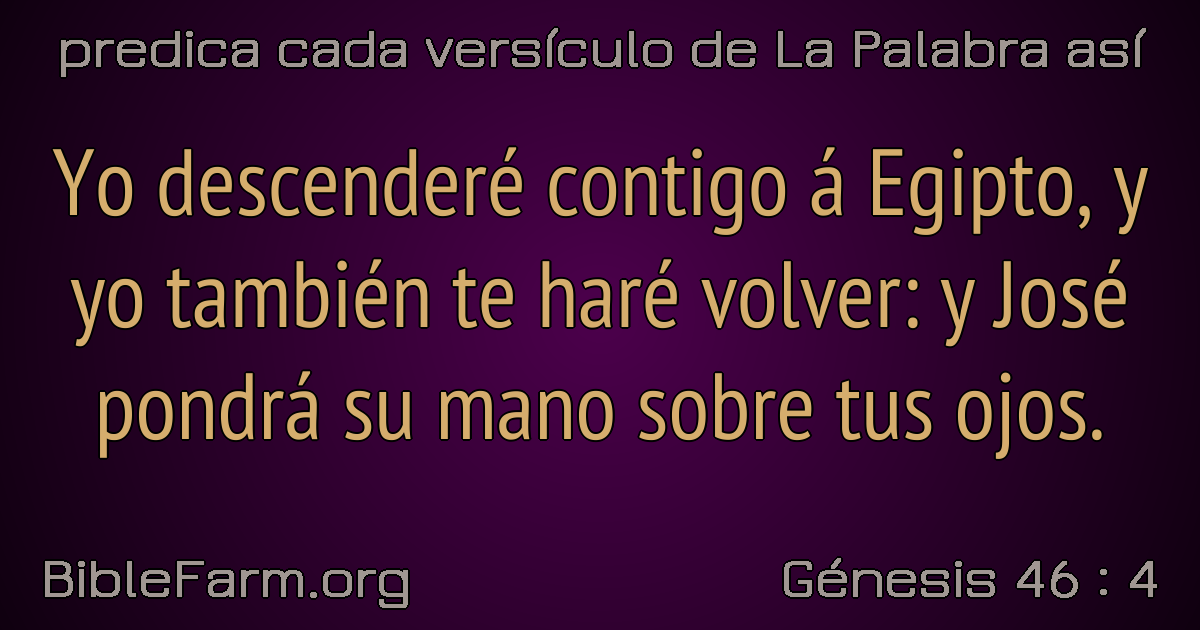 predica cada versículo de La Palabra así
Yo descenderé contigo á Egipto, y
yo también te haré volver: y José
pondrá su mano sobre tus ojos.
BibleFarm.org
Génesis 46 : 4